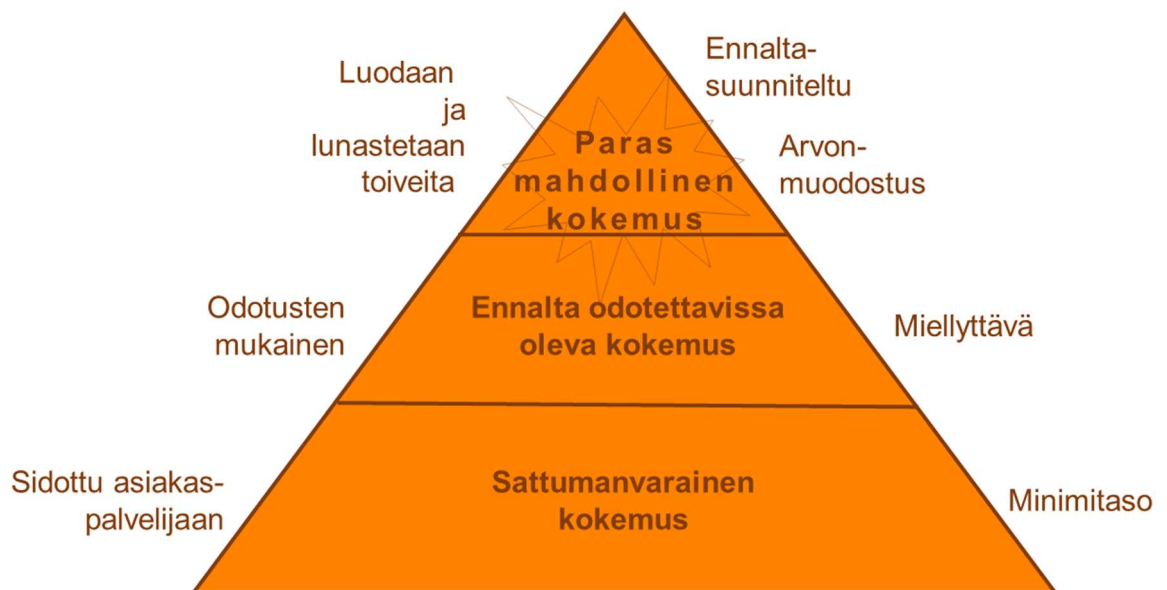 Luodaan
ja
lunastetaan
toiveita
Ennalta-
suunniteltu
Arvon-
muodostus
Paras
mahdollinen
kokemus
Odotusten
mukainen
Ennalta odotettavissa
oleva kokemus
Miellyttävä
Sidottu asiakas-
palvelijaan
Sattumanvarainen
kokemus
Minimitaso